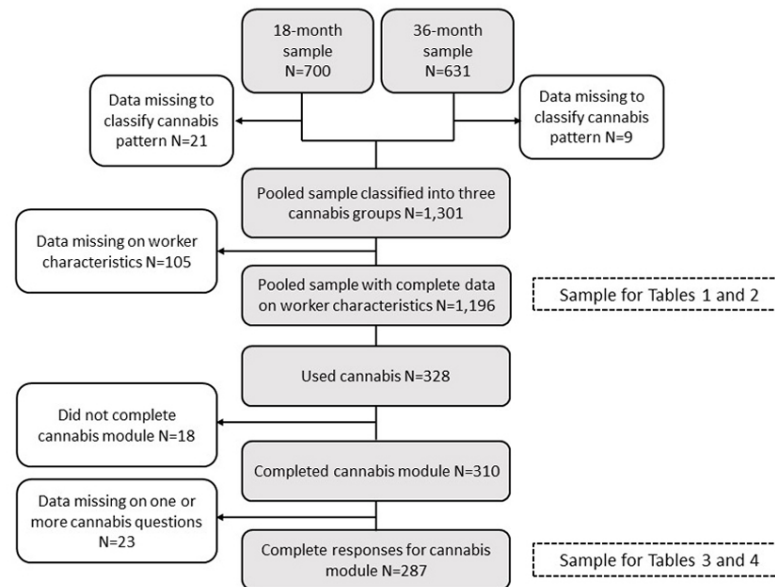 18-month
sample
N=700
36-month
sample
N=631
Data missing to
classify cannabis
pattern N=21
Data missing to
classify cannabis
pattern N=9
Pooled sample classified into three
cannabis groups N=1,301
Data missing on worker
characteristics N=105
Pooled sample with complete data
on worker characteristics N=1,196
Sample for Tables 1 and 2
Used cannabis N=328
Did not complete
cannabis module N=18
Completed cannabis module N=310
Data missing on one or
more cannabis questions
N=23
Complete responses for cannabis
module N=287
Sample for Tables 3 and 4